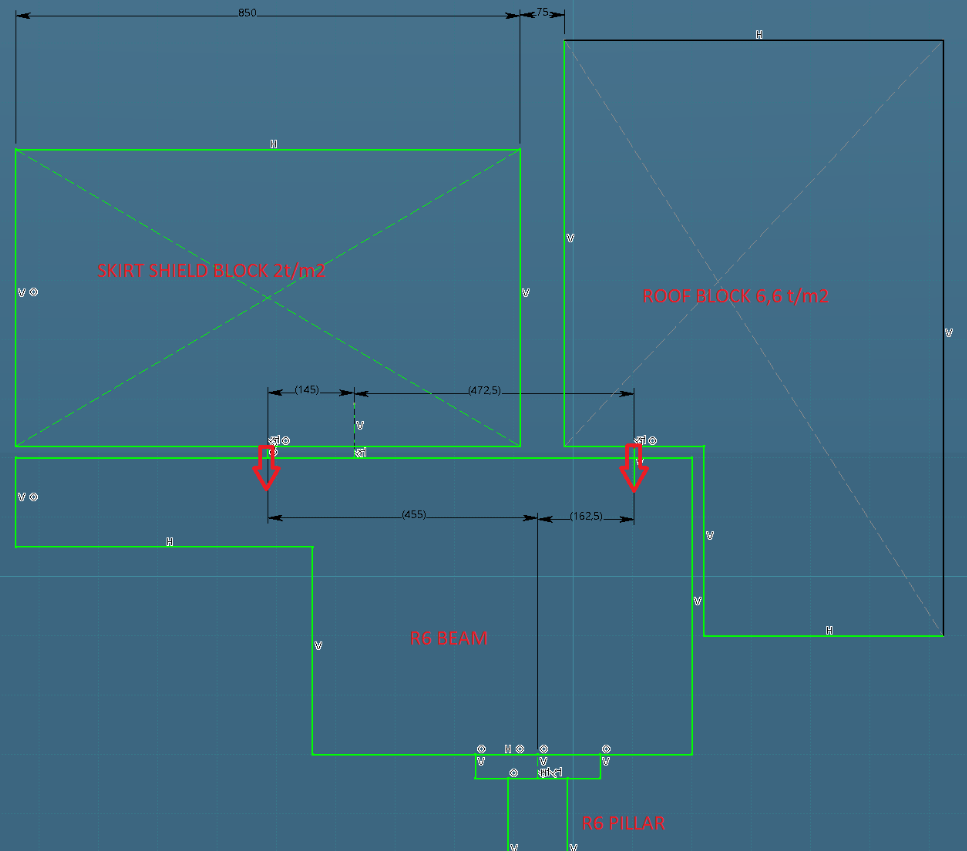 850
75
H
H
V
SKIRT SHIELD BLOCK 2t/m2
V O
V
ROOF BLOCK 6,6 t/m2
V
(145)
(472,5)
V
V O
(455)
(162,5)
H
V
V
V
H
R6 BEAM
O
H O
O
O
V
V
V
O
R6 PILLAR
V
V